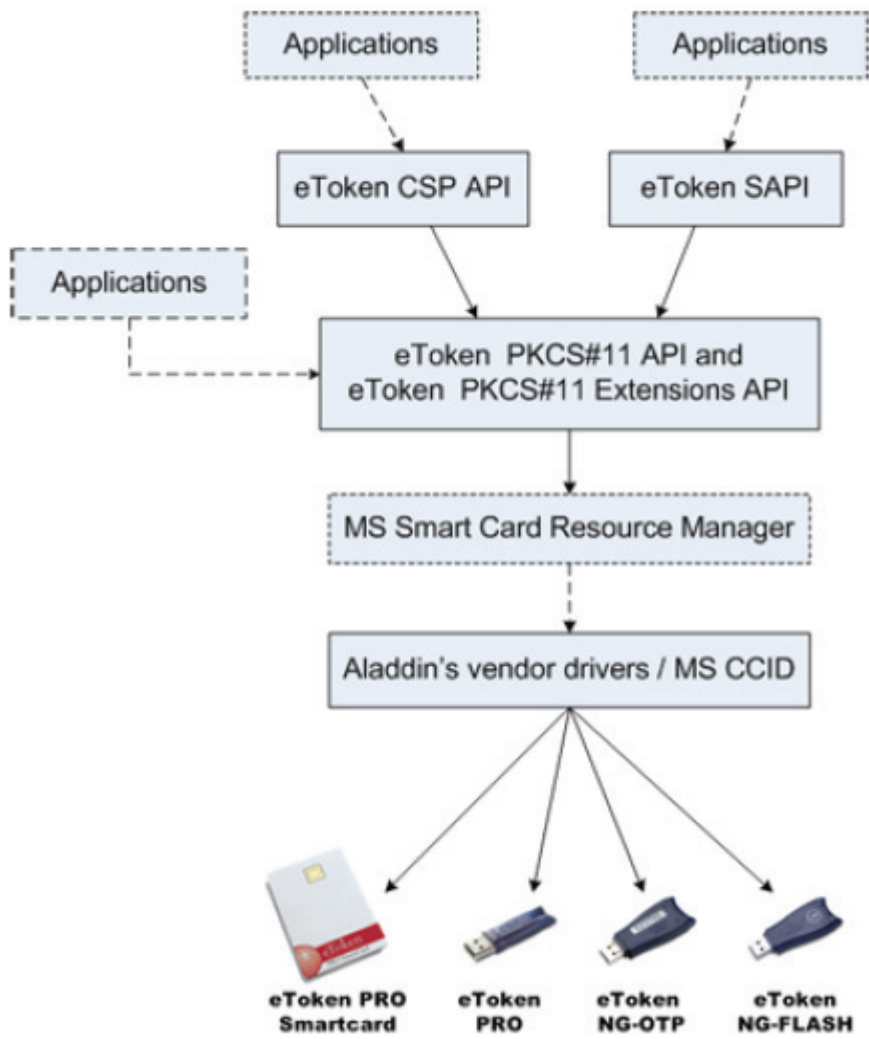 Applications
Applications
eToken CSP API
eToken SAPI
Applications
eToken PKCS#11 API and
eToken PKCS#11 Extensions API
MS Smart Card Resource Manager
Aladdin's vendor drivers / MS CCID
eToken
eToken PRO
Smartcard
eToken
PRO
eToken
NG-OTP
eToken
NG-FLASH